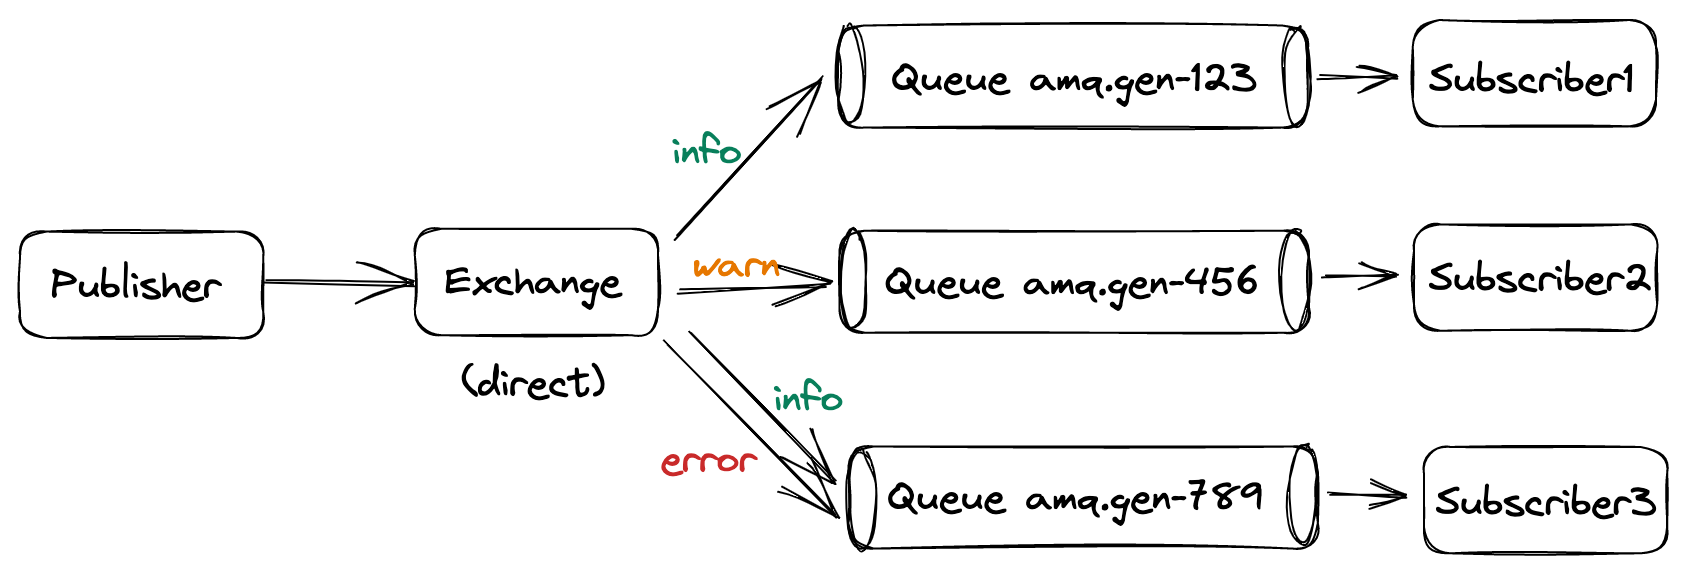 Queue amq.gen-123
Subscriber1
info
Publisher
Exchange
(direct)
warn
Queue amq.gen-456
Subscriber2
info
error
Queue amq.gen-789
Subscriber3